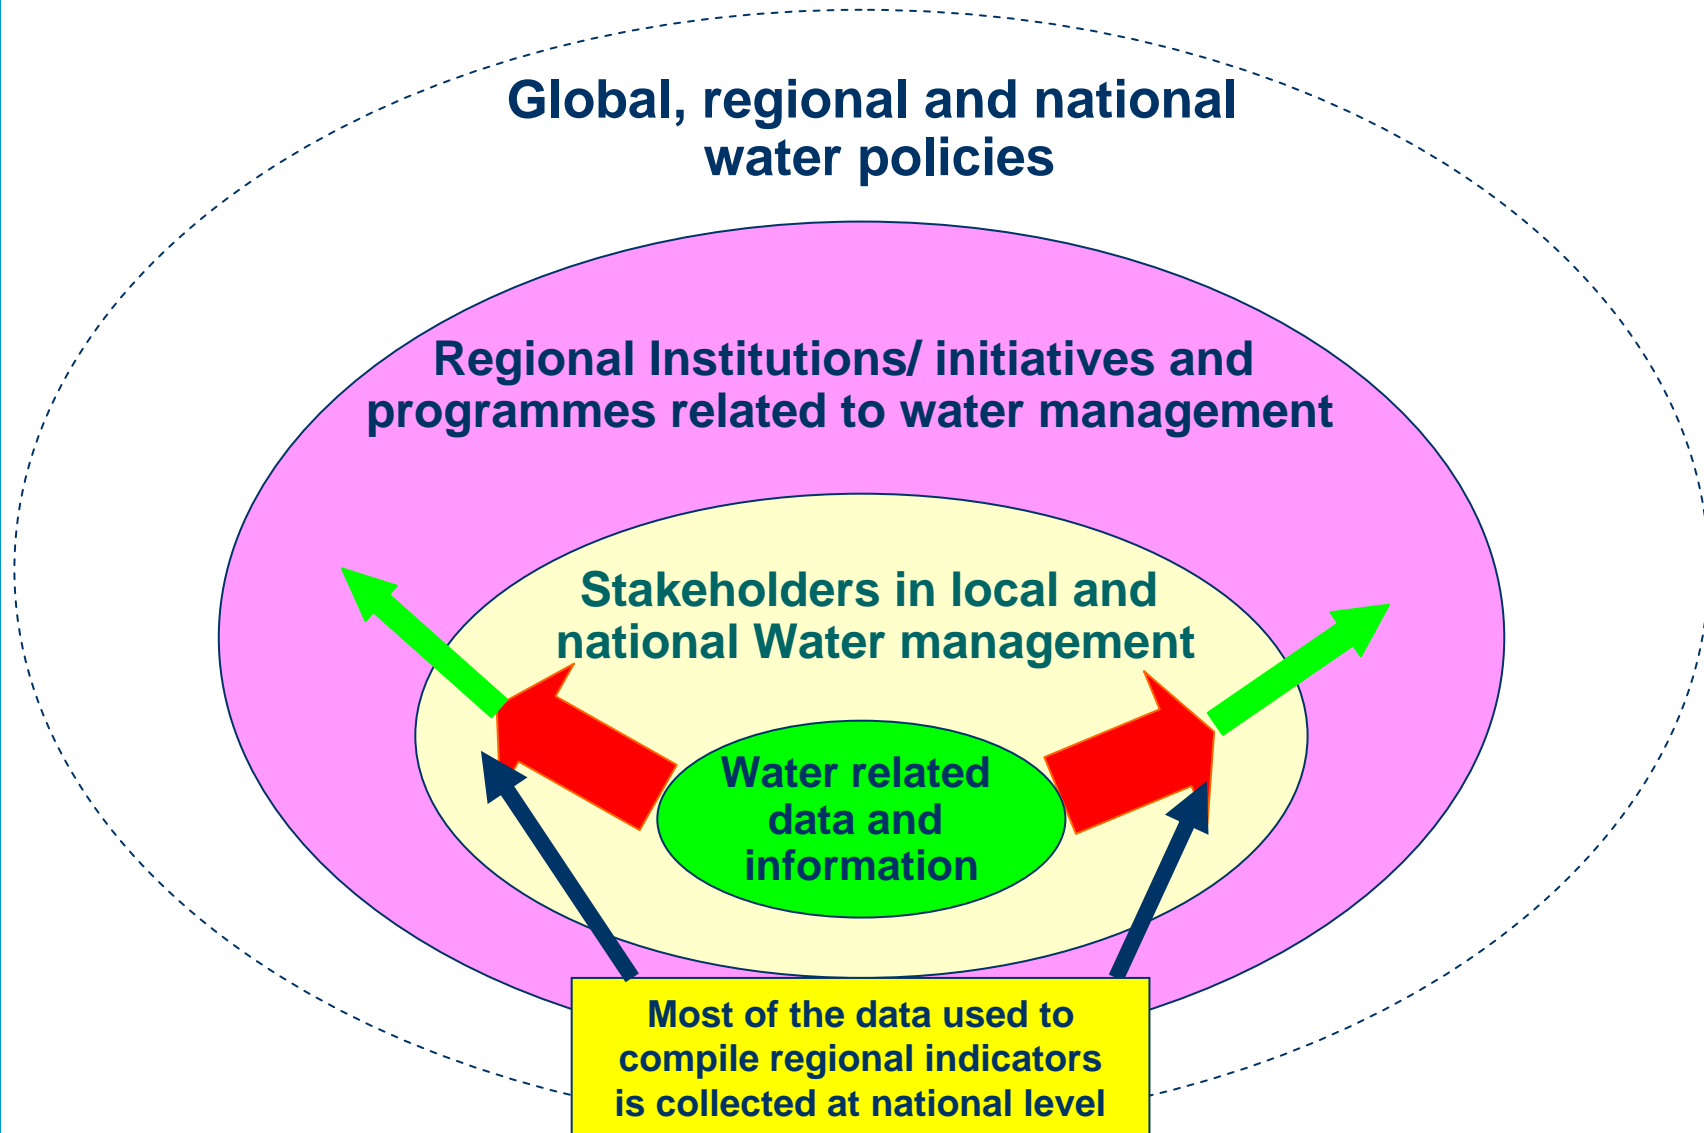 Global, regional and national
water policies
Regional Institutions/ initiatives and
programmes related to water management
Stakeholders in local and
national Water management
Water related
data and
information
Most of the data used to
compile regional indicators
is collected at national level